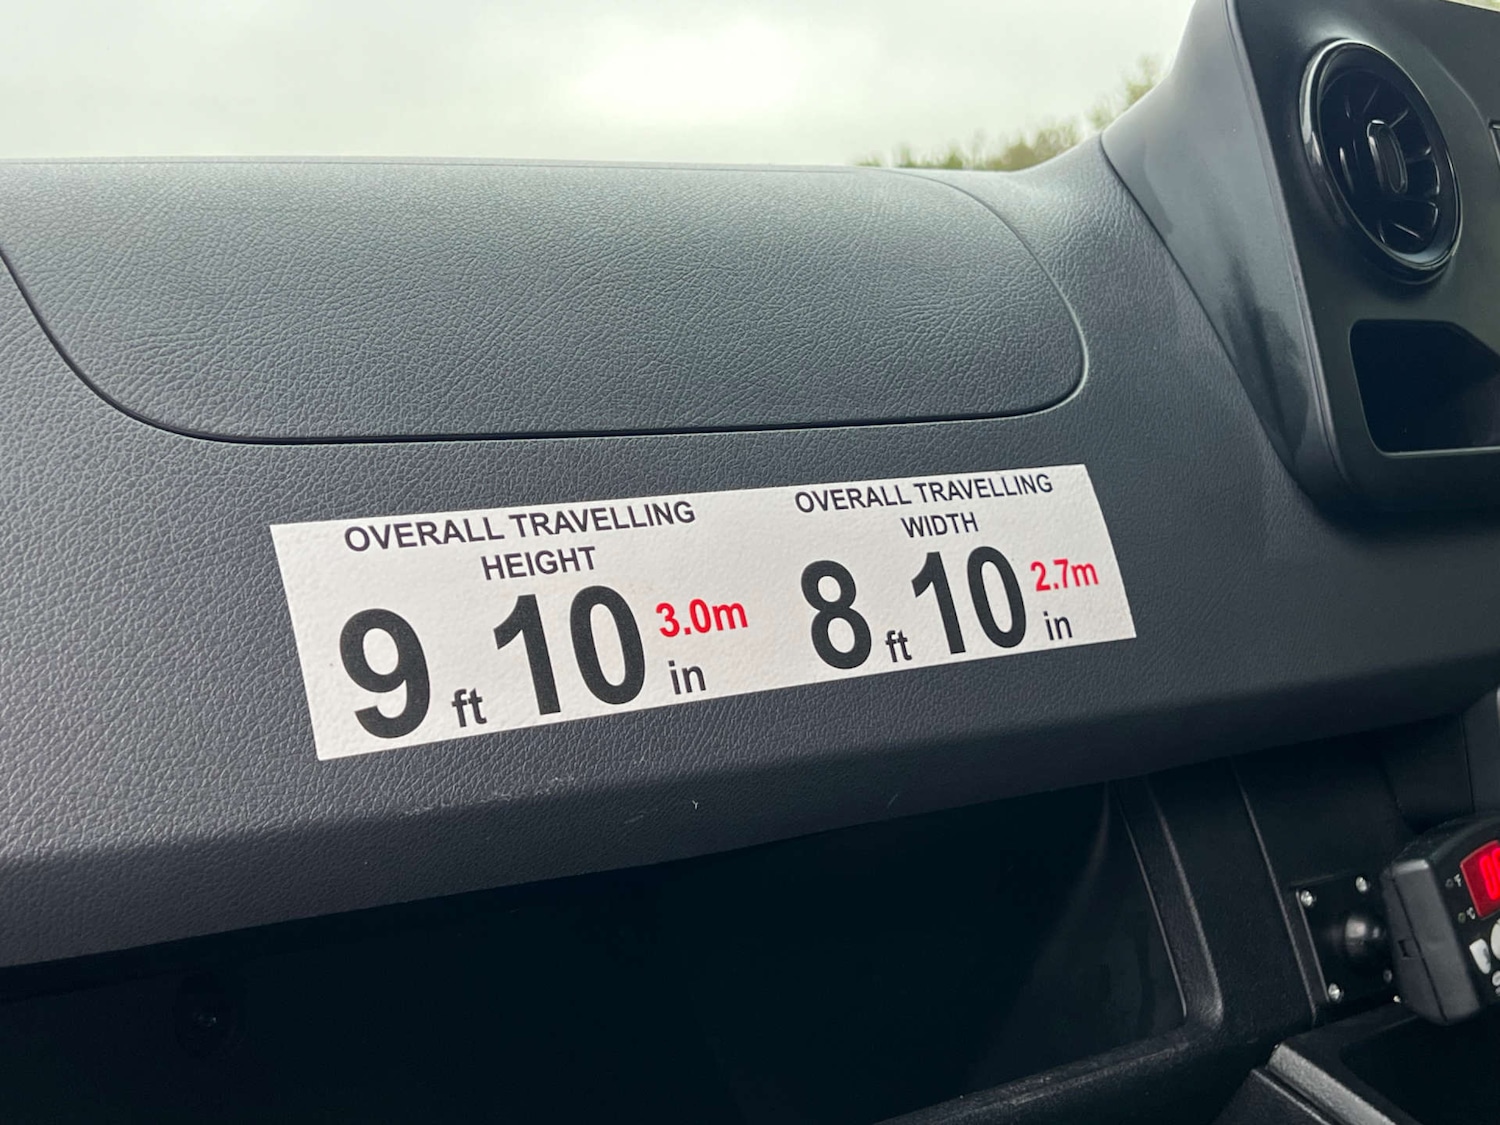 OVERALL TRAVELLING
HEIGHT
9 ft 10 in 3.0m
OVERALL TRAVELLING
WIDTH
8 ft 10 in 2.7m
°F
°C